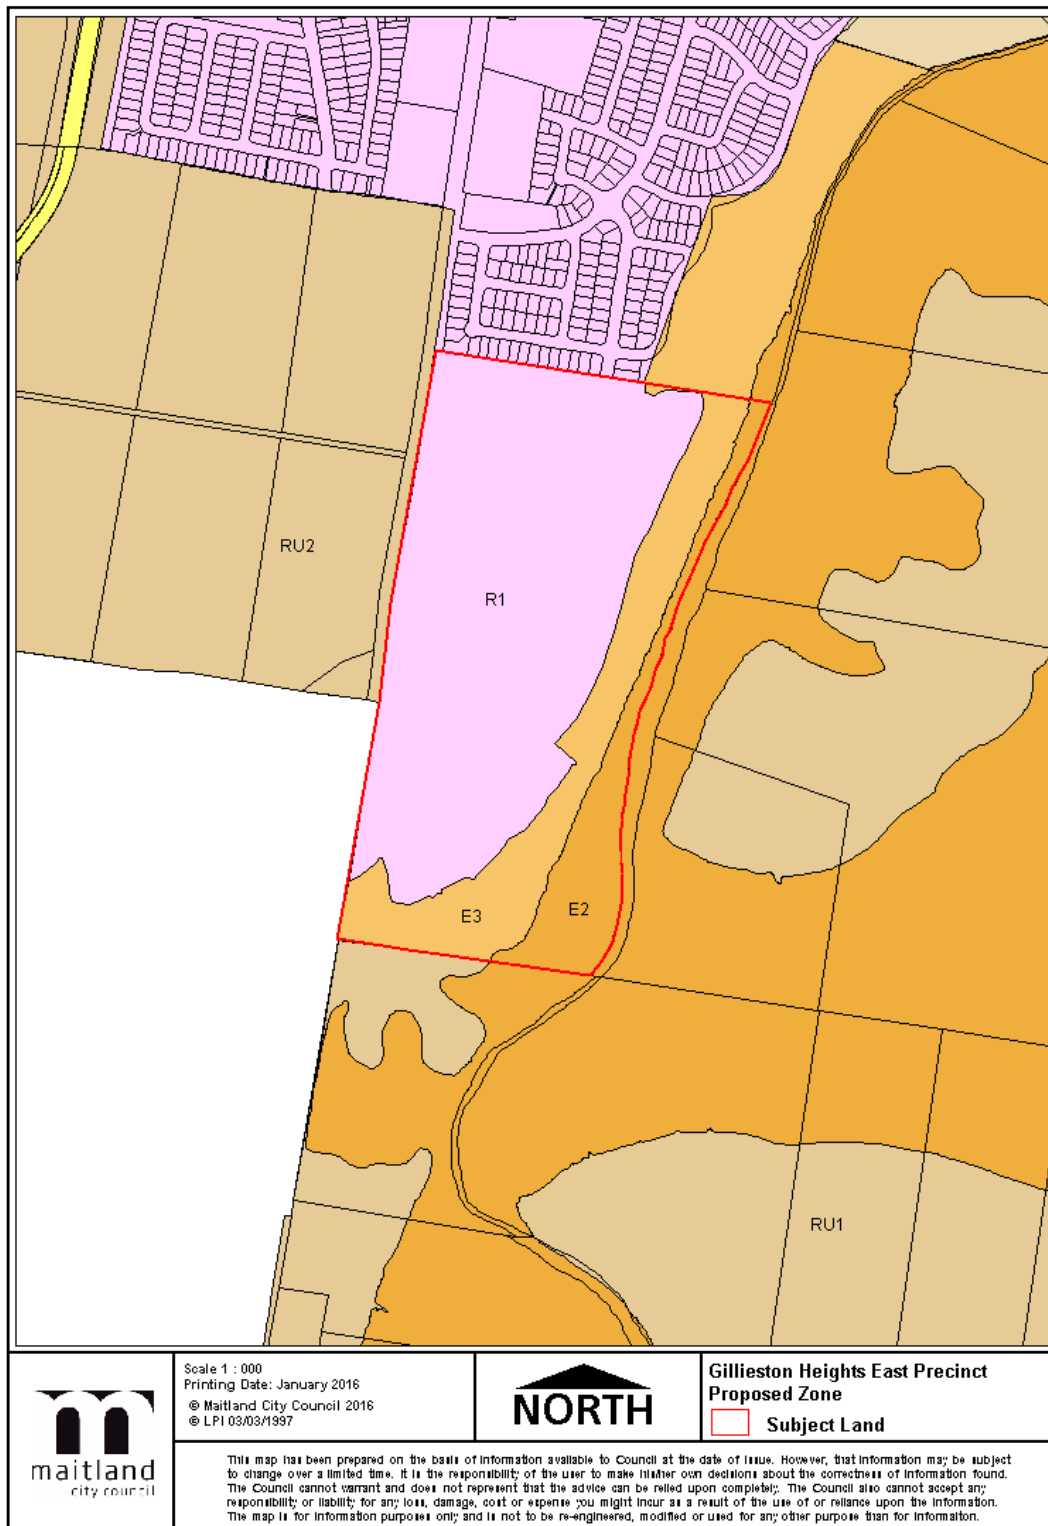 RU2
R1
E3
E2
RU1
maitland
city council
Scale 1 : 000
Printing Date: January 2016
© Maitland City Council 2016
© LPI 03/03/1997
NORTH
Gillieston Heights East Precinct
Proposed Zone
Subject Land
This map has been prepared on the basis of information available to Council at the date of issue. However, that information may be subject
to change over a limited time. It is the responsibility of the user to make his/her own decisions about the correctness of information found.
The Council cannot warrant and does not represent that the advice can be relied upon completely. The Council also cannot accept any
responsibility or liability for any loss, damage, cost or expense you might incur as a result of the use of or reliance upon the information.
The map is for information purposes only and is not to be re-engineered, modified or used for any other purpose than for informaiton.